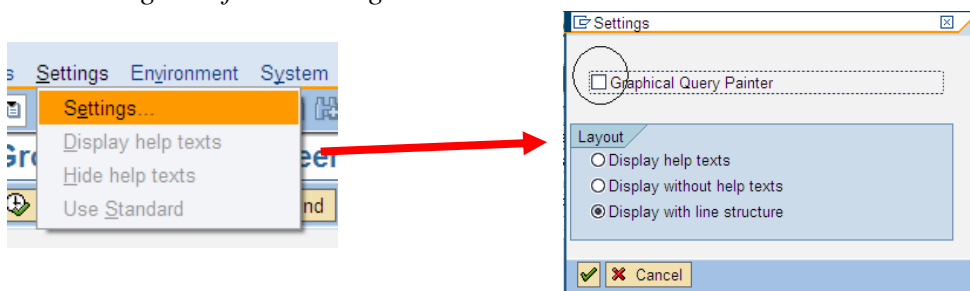 Settings Environment System
Settings...
Display help texts
Hide help texts
Use Standard
nd
Settings
Graphical Query Painter
Layout
Display help texts
Display without help texts
Display with line structure
Cancel